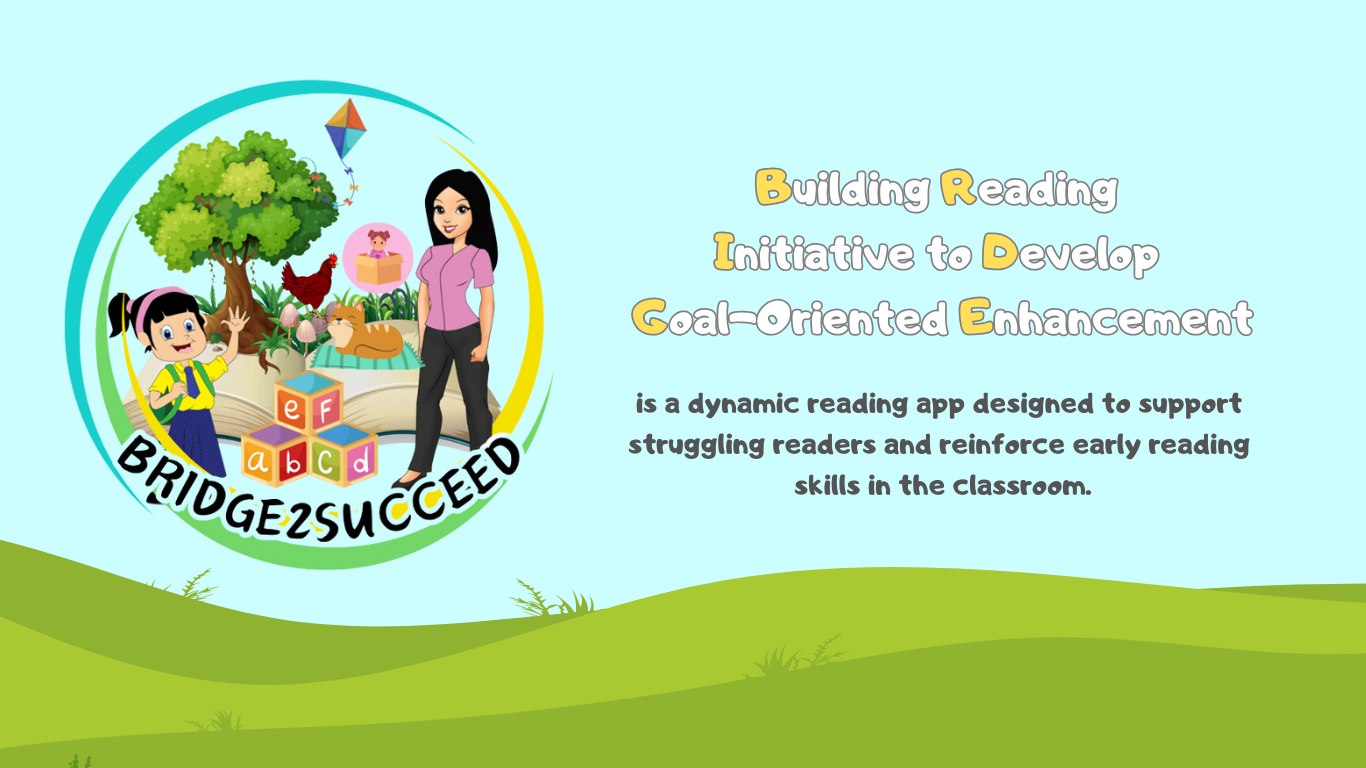 Building Reading
Initiative to Develop
Goal-Oriented Enhancement
is a dynamic reading app designed to support
struggling readers and reinforce early reading
skills in the classroom.
e F
a b C d
BRIDGE2SUCCEED